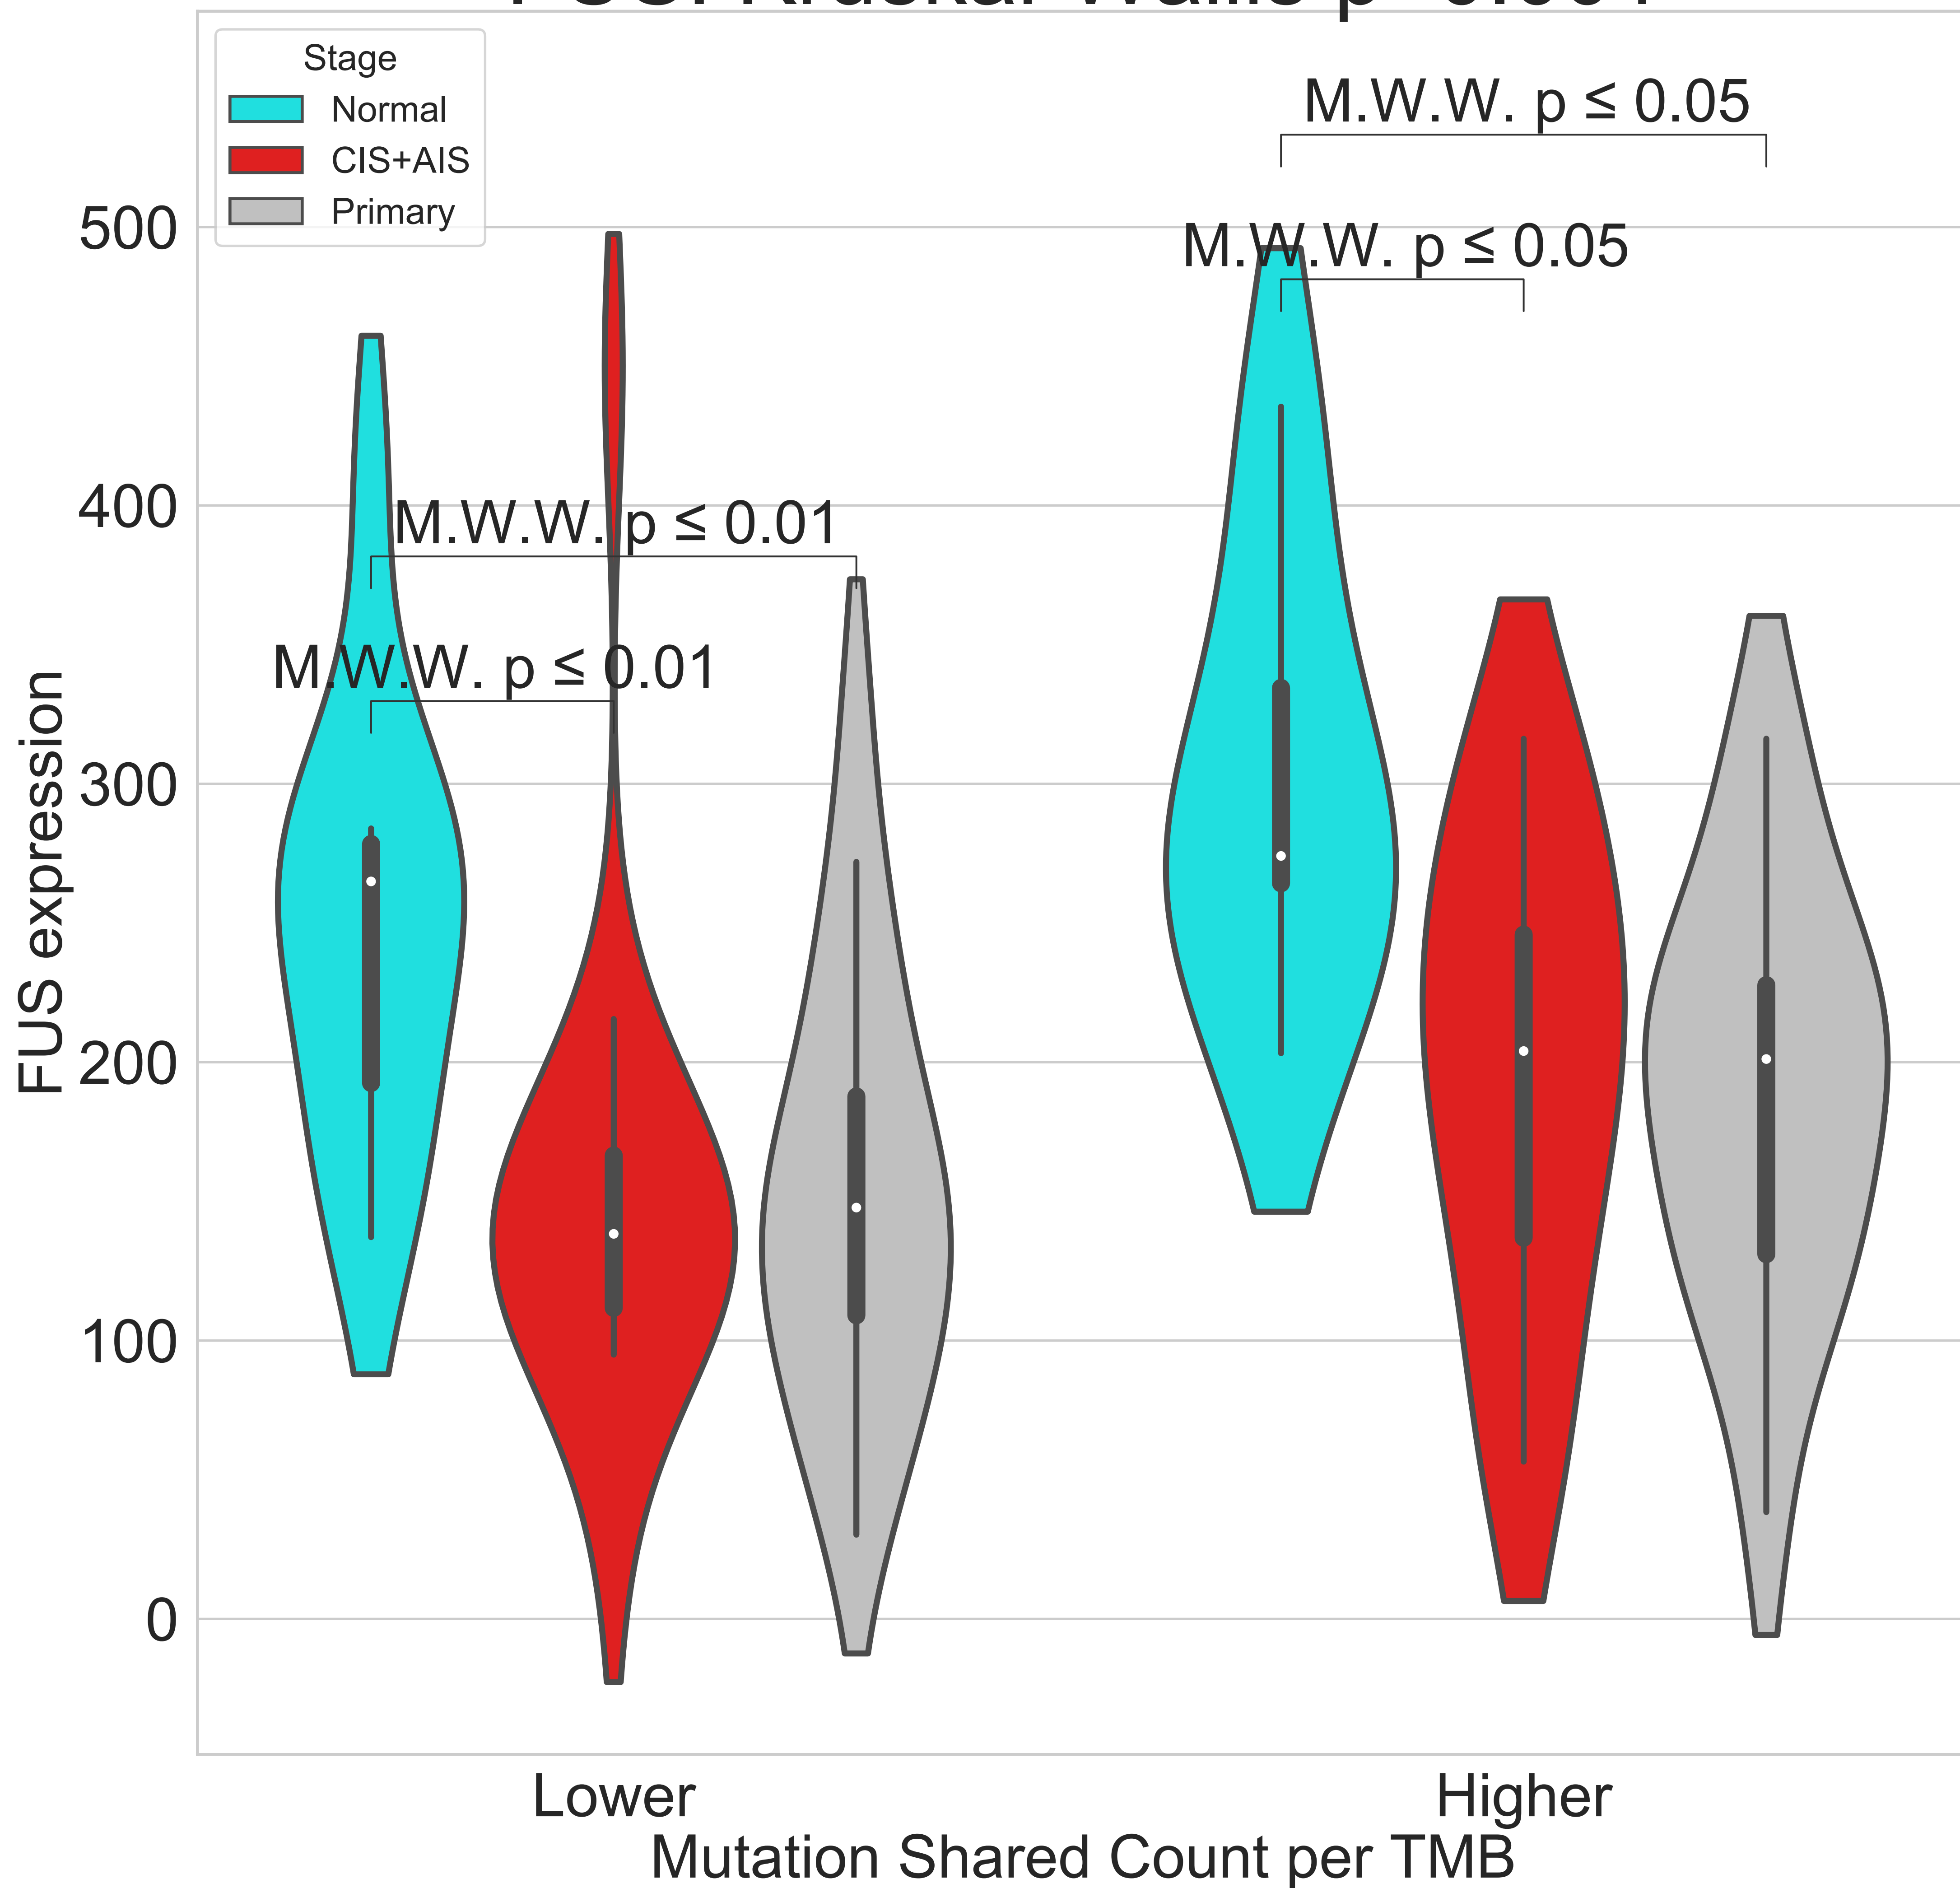 Stage
Normal
CIS+AIS
Primary
M.W.W. p ≤ 0.05
M.W.W. p ≤ 0.05
M.W.W. p ≤ 0.01
M.W.W. p ≤ 0.01
500
400
300
200
100
0
FUS expression
Lower
Higher
Mutation Shared Count per TMB